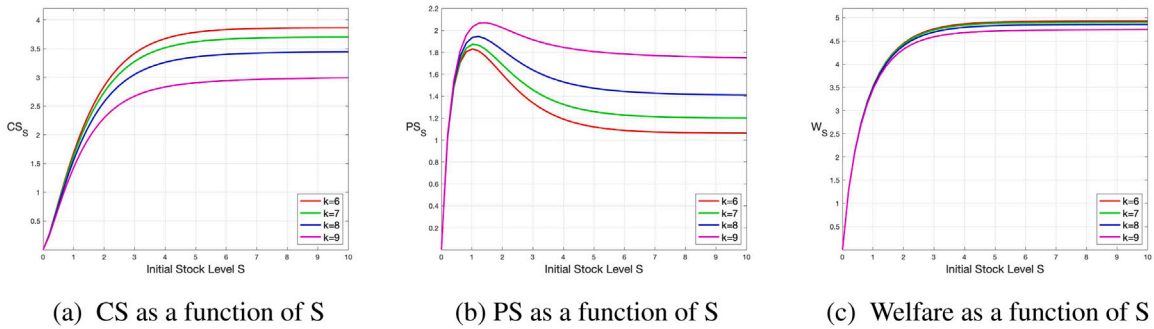 4
3.5
3
2.5
CS_S
2
1.5
1
0.5
0 1 2 3 4 5 6 7 8 9 10
Initial Stock Level S
k=6
k=7
k=8
k=9
(a) CS as a function of S
2.2
2
1.8
1.6
1.4
1.2
PS_S
1
0.8
0.6
0.4
0.2
0 1 2 3 4 5 6 7 8 9 10
Initial Stock Level S
k=6
k=7
k=8
k=9
(b) PS as a function of S
5
4.5
4
3.5
3
W_S
2.5
2
1.5
1
0.5
0 1 2 3 4 5 6 7 8 9 10
Initial Stock Level S
k=6
k=7
k=8
k=9
(c) Welfare as a function of S